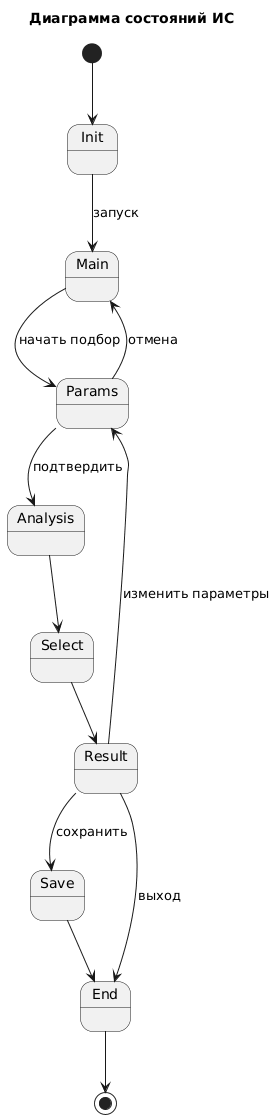 Диаграмма состояний ИС
Init
запуск
Main
начать подбор
отмена
Params
подтвердить
Analysis
изменить параметры
Select
Result
сохранить
Save
выход
End